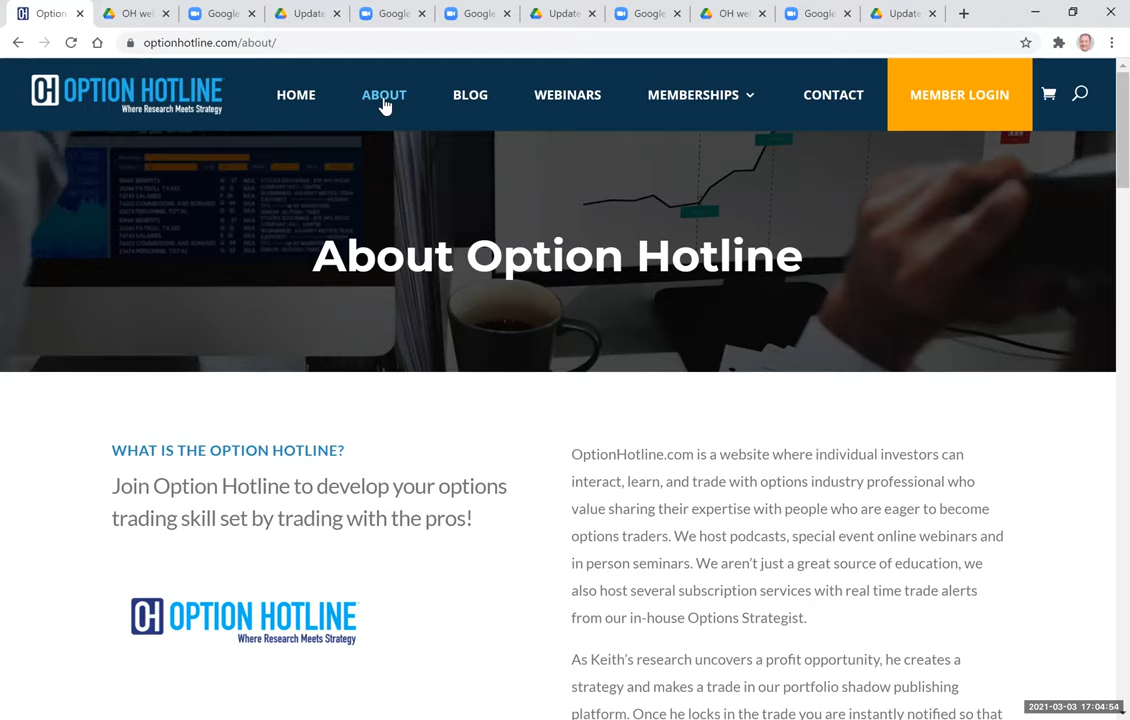 Option
OH wel
Google
Update
Google
Google
Update
Google
OH wel
Google
Update
optionhotline.com/about/
OH OPTION HOTLINE
Where Research Meets Strategy
HOME
ABOUT
BLOG
WEBINARS
MEMBERSHIPS
CONTACT
MEMBER LOGIN
About Option Hotline
WHAT IS THE OPTION HOTLINE?
Join Option Hotline to develop your options
trading skill set by trading with the pros!
OH OPTION HOTLINE
Where Research Meets Strategy
OptionHotline.com is a website where individual investors can
interact, learn, and trade with options industry professional who
value sharing their expertise with people who are eager to become
options traders. We host podcasts, special event online webinars and
in person seminars. We aren't just a great source of education, we
also host several subscription services with real time trade alerts
from our in-house Options Strategist.
As Keith's research uncovers a profit opportunity, he creates a
strategy and makes a trade in our portfolio shadow publishing
platform. Once he locks in the trade you are instantly notified so that
2021-03-03 17:04:54